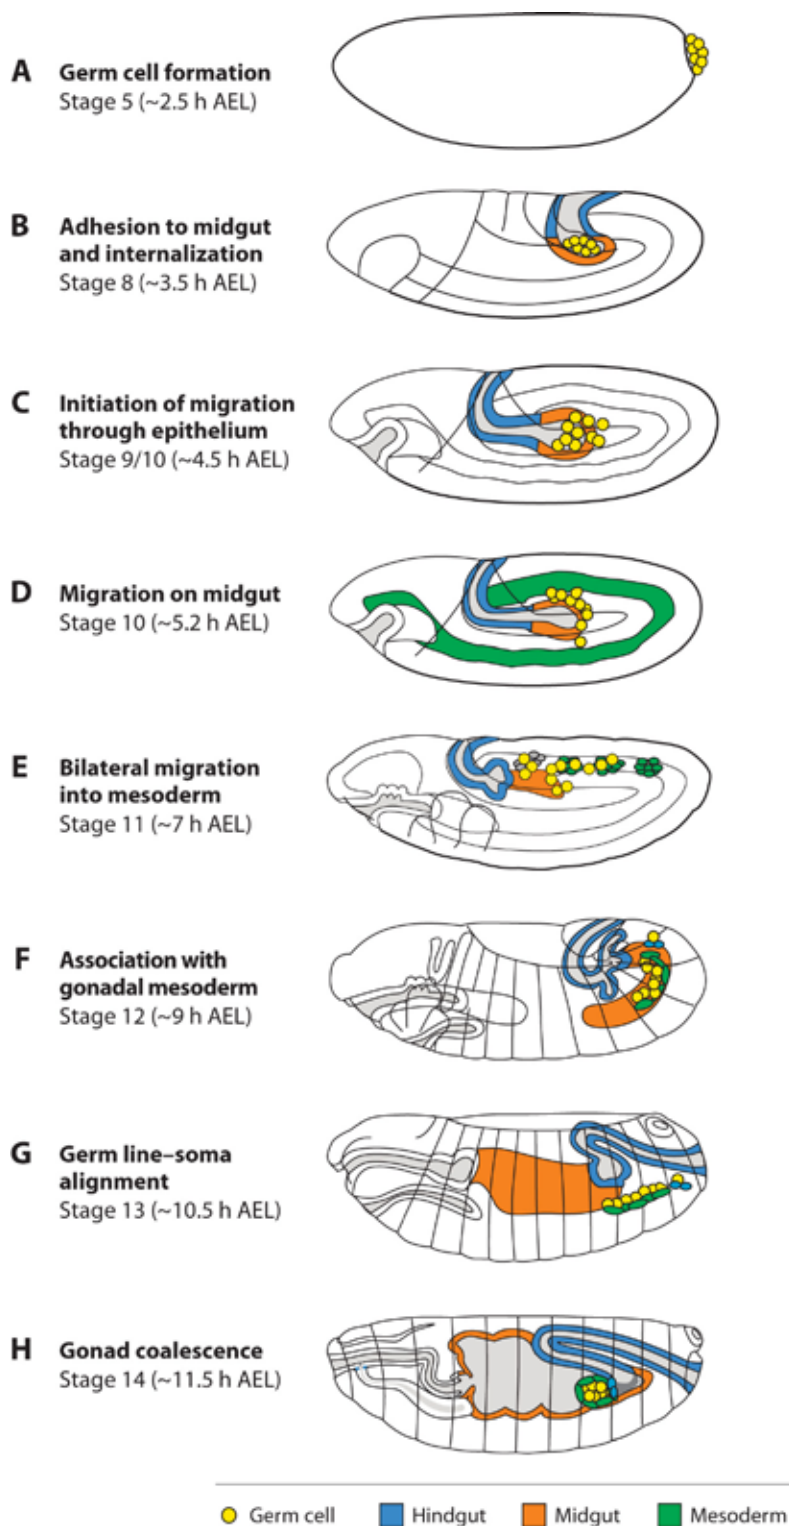 A Germ cell formation
Stage 5 (~2.5 h AEL)
B Adhesion to midgut
and internalization
Stage 8 (~3.5 h AEL)
C Initiation of migration
through epithelium
Stage 9/10 (~4.5 h AEL)
D Migration on midgut
Stage 10 (~5.2 h AEL)
E Bilateral migration
into mesoderm
Stage 11 (~7 h AEL)
F Association with
gonadal mesoderm
Stage 12 (~9 h AEL)
G Germ line–soma
alignment
Stage 13 (~10.5 h AEL)
H Gonad coalescence
Stage 14 (~11.5 h AEL)
Germ cell Hindgut Midgut Mesoderm